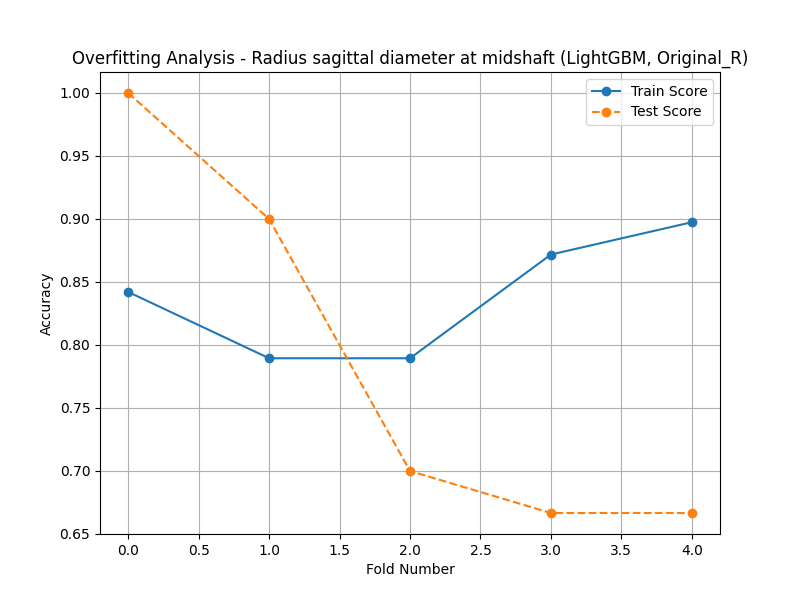 Overfitting Analysis - Radius sagittal diameter at midshaft (LightGBM, Original_R)
Train Score
Test Score
1.00
0.95
0.90
0.85
0.80
0.75
0.70
0.65
Accuracy
0.0 0.5 1.0 1.5 2.0 2.5 3.0 3.5 4.0
Fold Number